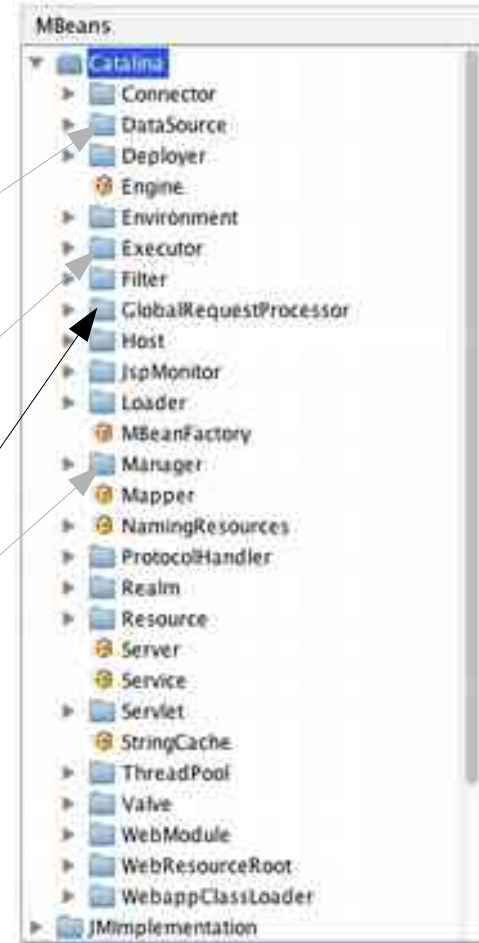 MBeans
Catalina
Connector
DataSource
Deployer
Engine
Environment
Executor
Filter
GlobalRequestProcessor
Host
JspMonitor
Loader
MBeanFactory
Manager
Mapper
NamingResources
ProtocolHandler
Realm
Resource
Server
Service
Servlet
StringCache
ThreadPool
Valve
WebModule
WebResourceRoot
WebappClassLoader
JMImplementation